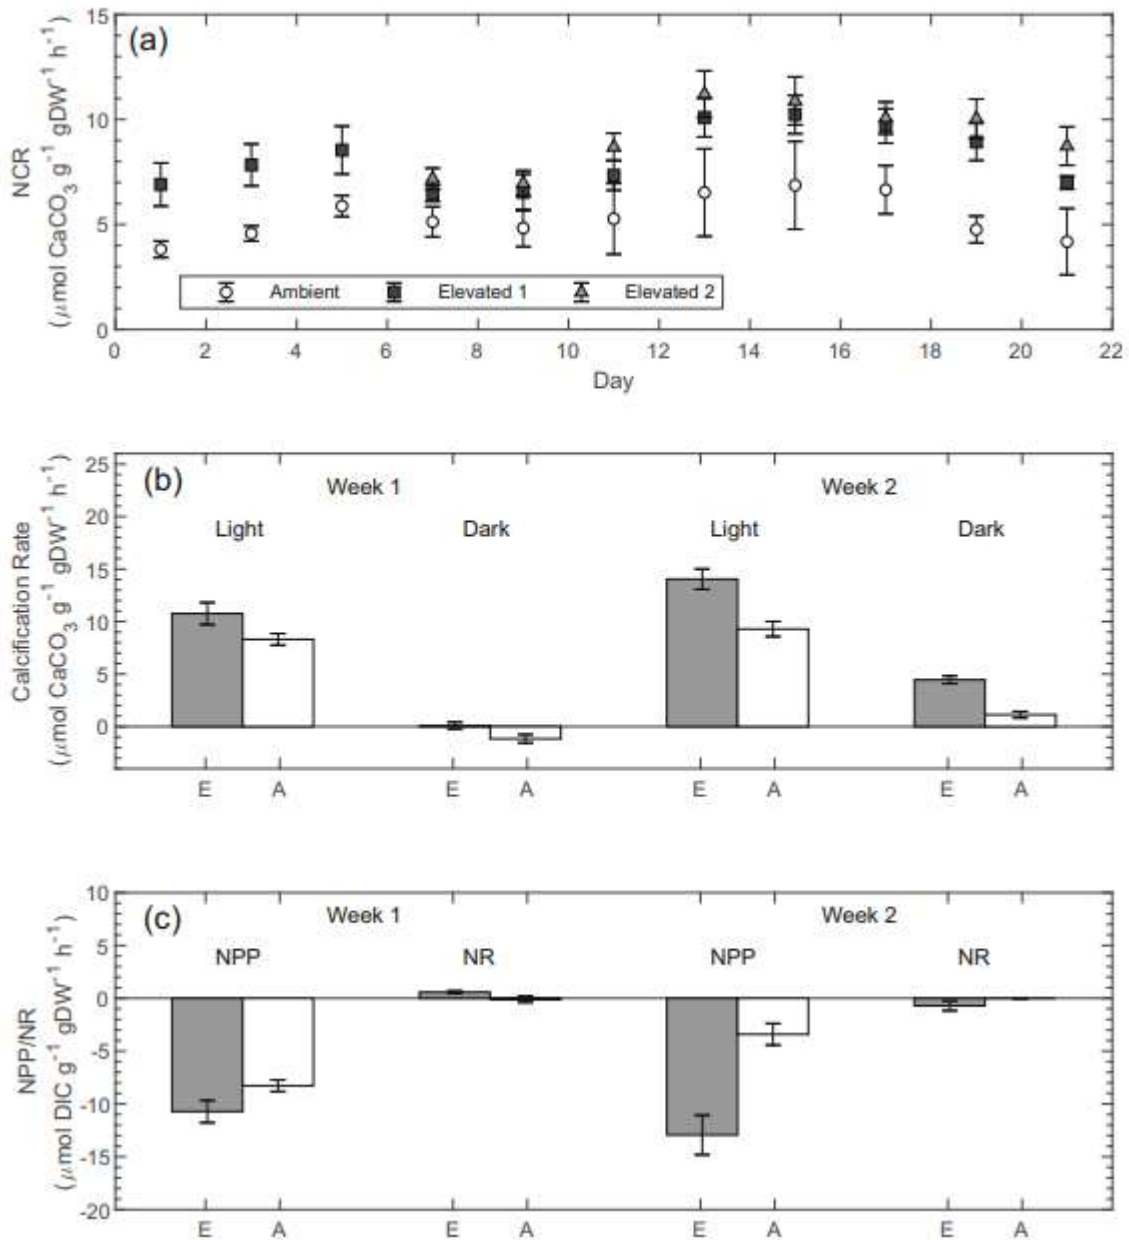 (a)
15
10
5
0
NCR
(μmol CaCO₃ g⁻¹ gDW⁻¹ h⁻¹)
Ambient Elevated 1 Elevated 2
0 2 4 6 8 10 12 14 16 18 20 22
Day
(b)
25
20
15
10
5
0
Calcification Rate
(μmol CaCO₃ g⁻¹ gDW⁻¹ h⁻¹)
Week 1 Week 2
Light Dark Light Dark
E A E A E A E A
(c)
10
5
0
-5
-10
-15
-20
NPP/NR
(μmol DIC g⁻¹ gDW⁻¹ h⁻¹)
Week 1 Week 2
NPP NR NPP NR
E A E A E A E A